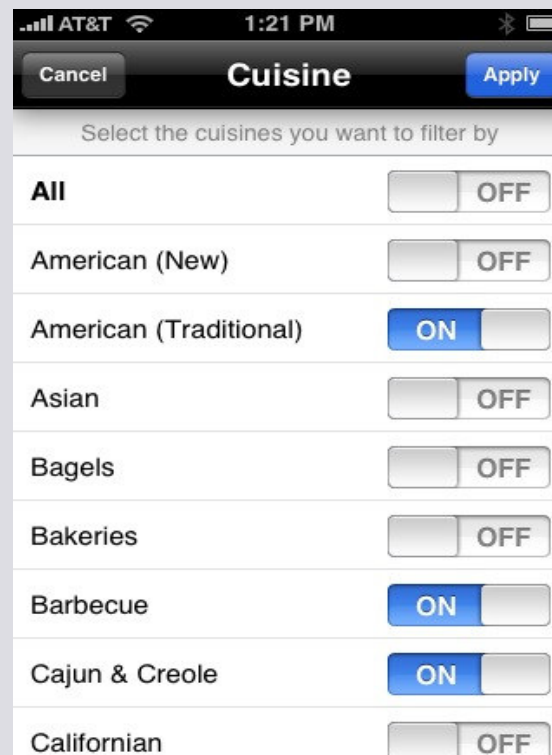 AT&T 1:21 PM
Cancel Cuisine Apply
Select the cuisines you want to filter by
All OFF
American (New) OFF
American (Traditional) ON
Asian OFF
Bagels OFF
Bakeries OFF
Barbecue ON
Cajun & Creole ON
Californian OFF